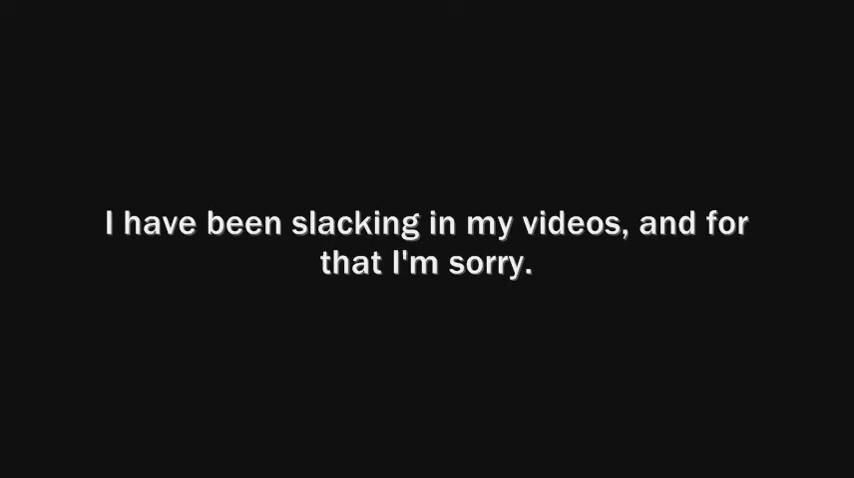 I have been slacking in my videos, and for
that I'm sorry.